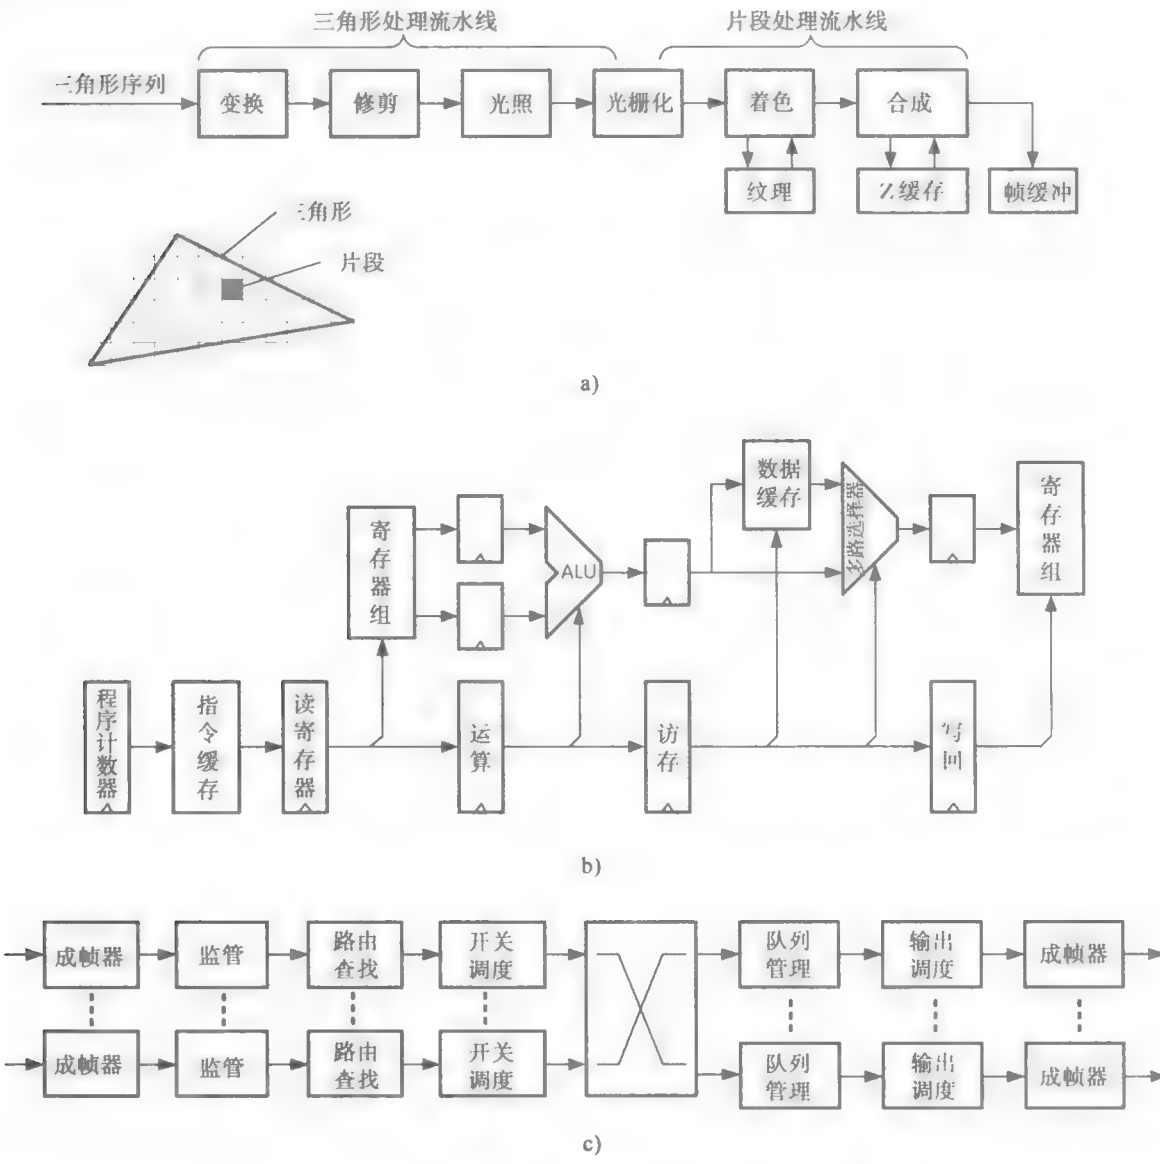 三角形处理流水线
片段处理流水线
三角形序列
变换
修剪
光照
光栅化
着色
合成
纹理
Z缓存
帧缓冲
三角形
片段
a)
数据
缓存
多路选择器
寄存器组
寄存器组
ALU
程序计数器
指令缓存
读寄存器
运算
访存
写回
b)
成帧器
监管
路由
查找
开关
调度
队列
管理
输出
调度
成帧器
成帧器
监管
路由
查找
开关
调度
队列
管理
输出
调度
成帧器
c)